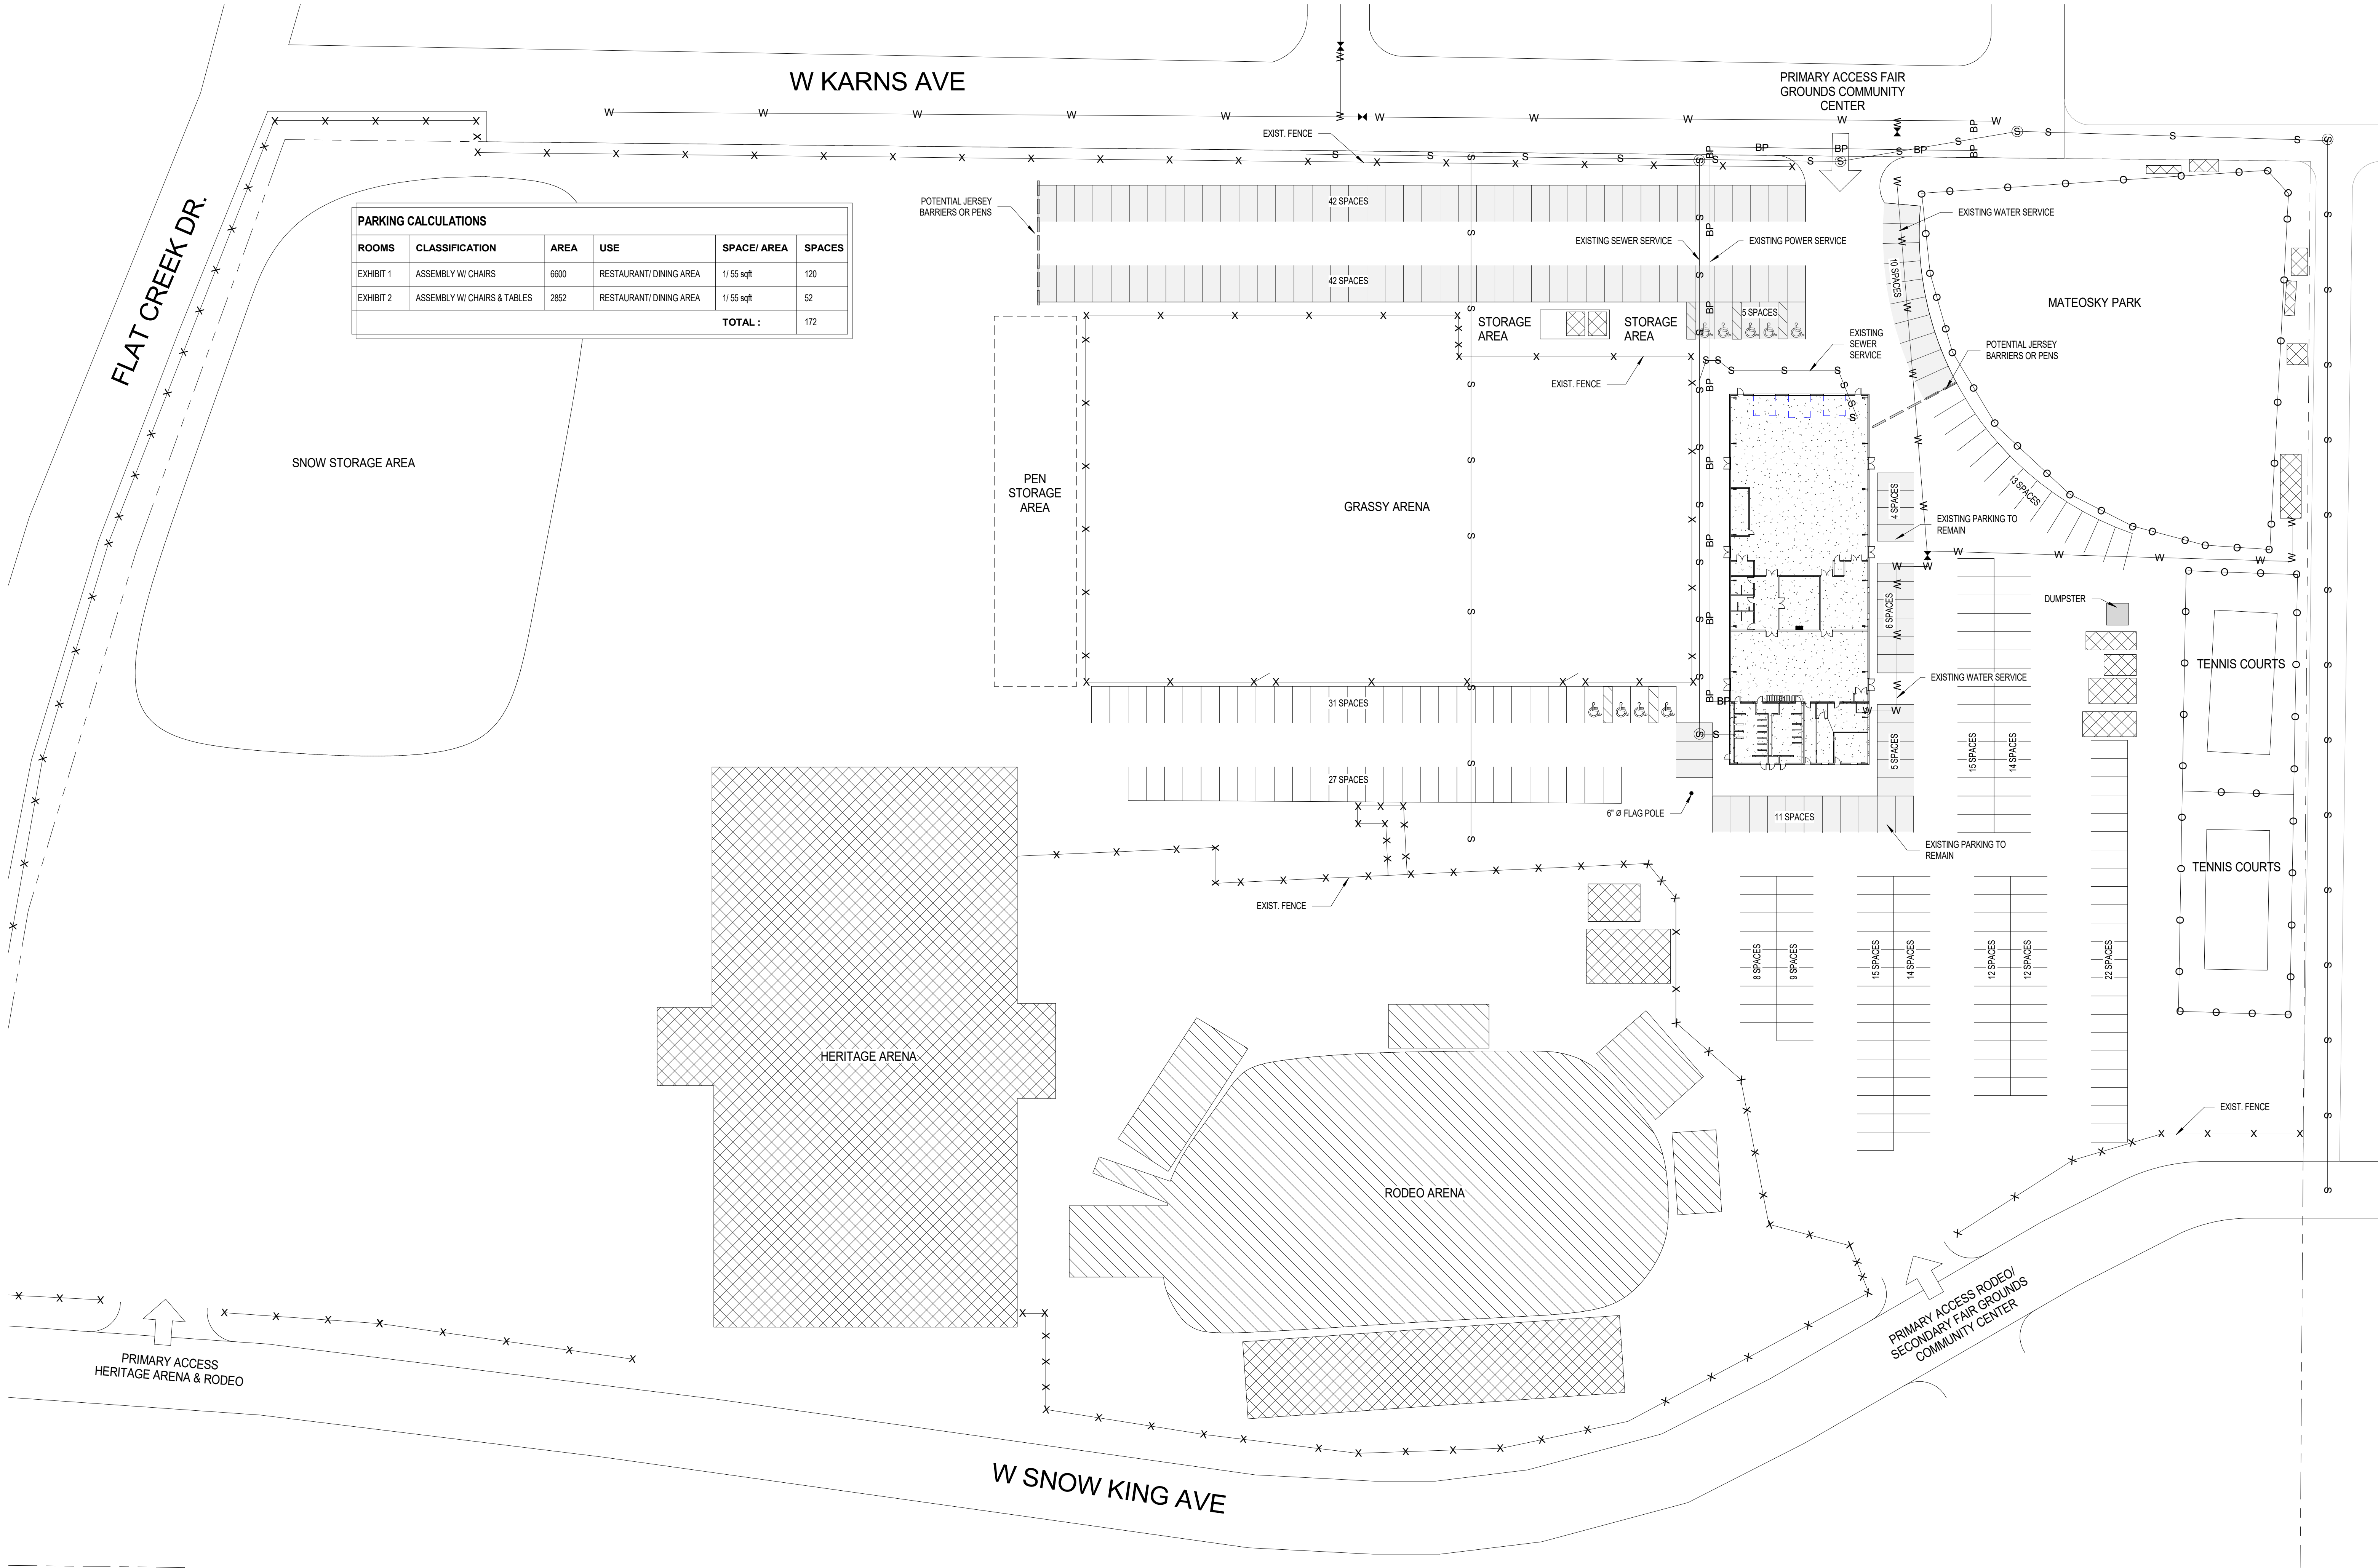 W KARNS AVE
PRIMARY ACCESS FAIR
GROUNDS COMMUNITY
CENTER
EXIST. FENCE
FLAT CREEK DR.
PARKING CALCULATIONS
ROOMS CLASSIFICATION AREA USE SPACE/ AREA SPACES
EXHIBIT 1 ASSEMBLY W/ CHAIRS 6600 RESTAURANT/ DINING AREA 1/ 55 sqft 120
EXHIBIT 2 ASSEMBLY W/ CHAIRS & TABLES 2852 RESTAURANT/ DINING AREA 1/ 55 sqft 52
TOTAL : 172
POTENTIAL JERSEY
BARRIERS OR PENS
42 SPACES
42 SPACES
EXISTING SEWER SERVICE
EXISTING POWER SERVICE
EXISTING WATER SERVICE
10 SPACES
MATEOSKY PARK
STORAGE
AREA
STORAGE
AREA
5 SPACES
EXISTING
SEWER
SERVICE
POTENTIAL JERSEY
BARRIERS OR PENS
EXIST. FENCE
SNOW STORAGE AREA
PEN
STORAGE
AREA
GRASSY ARENA
4 SPACES
13 SPACES
EXISTING PARKING TO
REMAIN
6 SPACES
DUMPSTER
TENNIS COURTS
EXISTING WATER SERVICE
31 SPACES
27 SPACES
5 SPACES
15 SPACES
14 SPACES
6" Ø FLAG POLE
11 SPACES
EXISTING PARKING TO
REMAIN
TENNIS COURTS
EXIST. FENCE
8 SPACES
9 SPACES
15 SPACES
14 SPACES
12 SPACES
12 SPACES
22 SPACES
HERITAGE ARENA
RODEO ARENA
EXIST. FENCE
PRIMARY ACCESS RODEO/
SECONDARY FAIR GROUNDS
COMMUNITY CENTER
PRIMARY ACCESS
HERITAGE ARENA & RODEO
W SNOW KING AVE